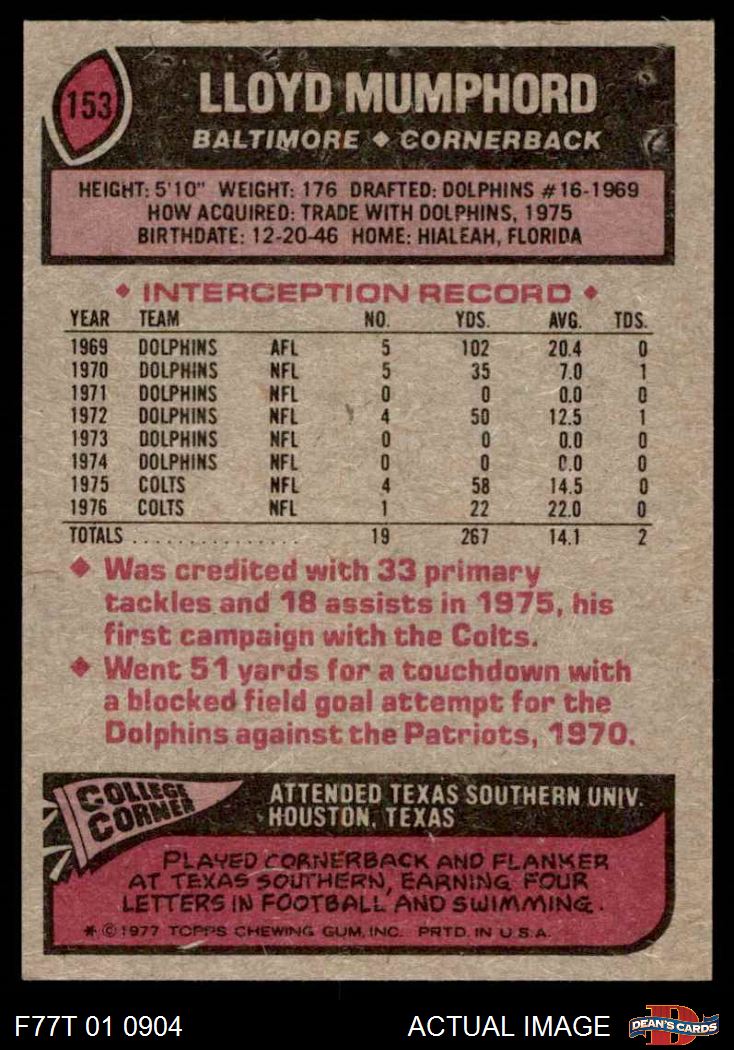 153
LLOYD MUMPHORD
BALTIMORE ◆ CORNERBACK
HEIGHT: 5'10" WEIGHT: 176 DRAFTED: DOLPHINS #16-1969
HOW ACQUIRED: TRADE WITH DOLPHINS, 1975
BIRTHDATE: 12-20-46 HOME: HIALEAH, FLORIDA
◆ INTERCEPTION RECORD ◆
YEAR TEAM NO. YDS. AVG. TDS.
1969 DOLPHINS AFL 5 102 20.4 0
1970 DOLPHINS NFL 5 35 7.0 1
1971 DOLPHINS NFL 0 0 0.0 0
1972 DOLPHINS NFL 4 50 12.5 1
1973 DOLPHINS NFL 0 0 0.0 0
1974 DOLPHINS NFL 0 0 0.0 0
1975 COLTS NFL 4 58 14.5 0
1976 COLTS NFL 1 22 22.0 0
TOTALS . . . . . . . . . . . . . . . 19 267 14.1 2
◆ Was credited with 33 primary
tackles and 18 assists in 1975, his
first campaign with the Colts.
◆ Went 51 yards for a touchdown with
a blocked field goal attempt for the
Dolphins against the Patriots, 1970.
COLLEGE
CORNER
ATTENDED TEXAS SOUTHERN UNIV.
HOUSTON, TEXAS
PLAYED CORNERBACK AND FLANKER
AT TEXAS SOUTHERN, EARNING FOUR
LETTERS IN FOOTBALL AND SWIMMING.
* © 1977 TOPPS CHEWING GUM, INC. PRTD. IN U.S.A.
F77T 01 0904 ACTUAL IMAGE
DEAN'S CARDS